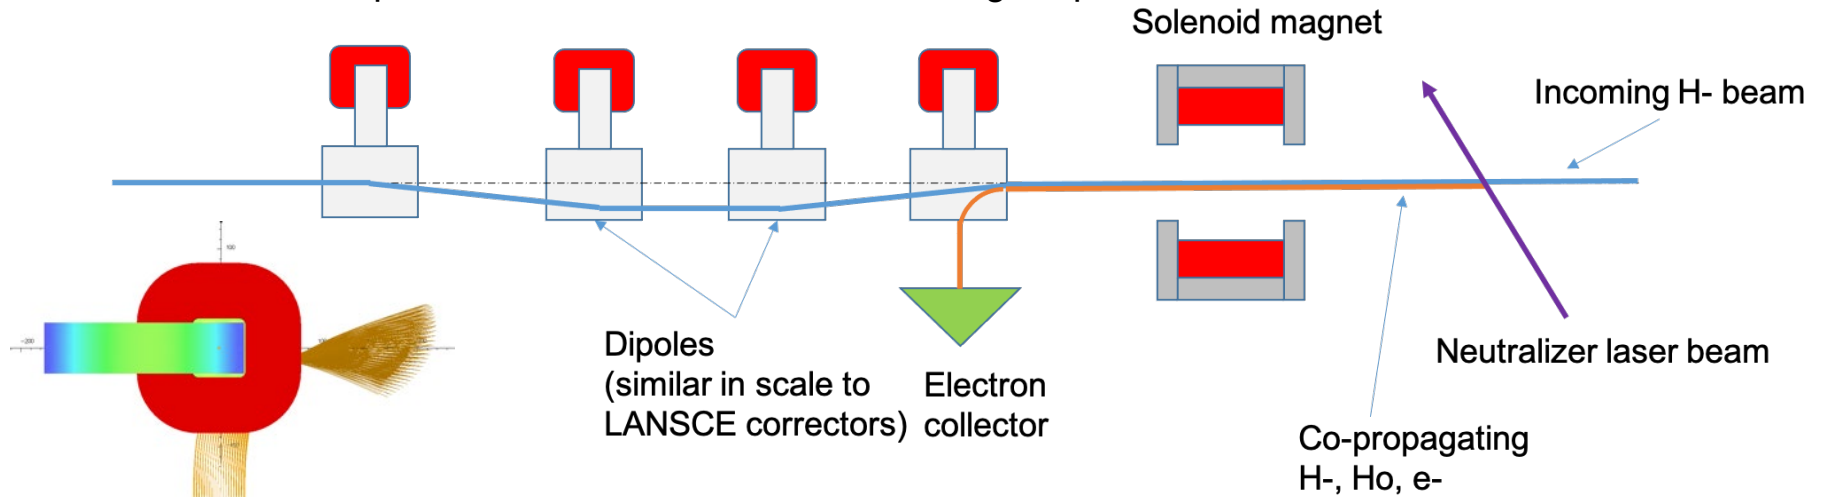 Solenoid magnet
Incoming H- beam
Dipoles
(similar in scale to
LANSCE correctors)
Electron
collector
Neutralizer laser beam
Co-propagating
H-, Ho, e-